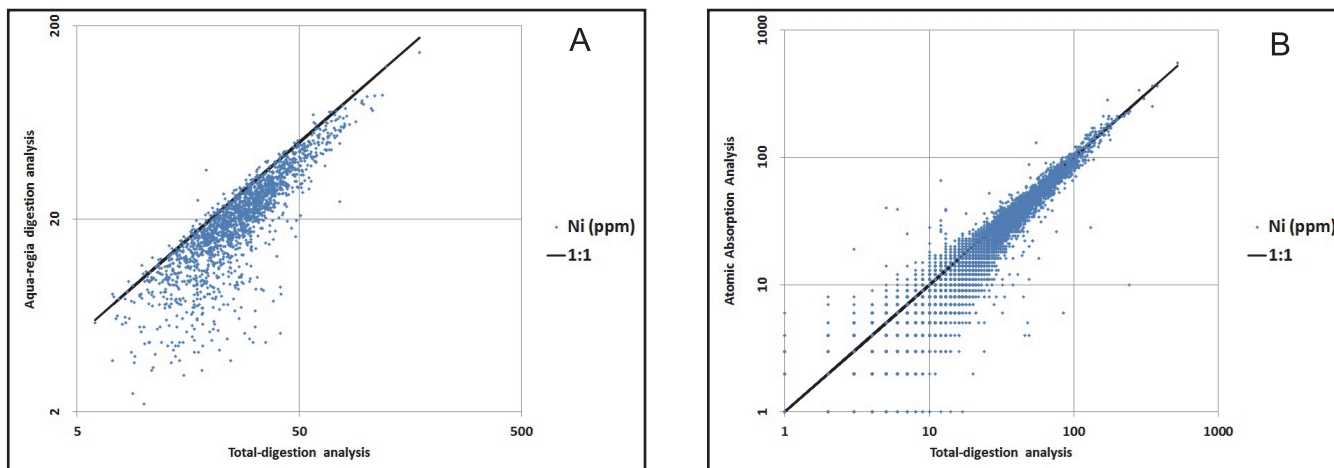 A
200
20
2
Aqua-regia digestion analysis
5
50
500
Total-digestion analysis
Ni (ppm)
1:1
B
1000
100
10
1
Atomic Absorption Analysis
1
10
100
1000
Total-digestion analysis
Ni (ppm)
1:1